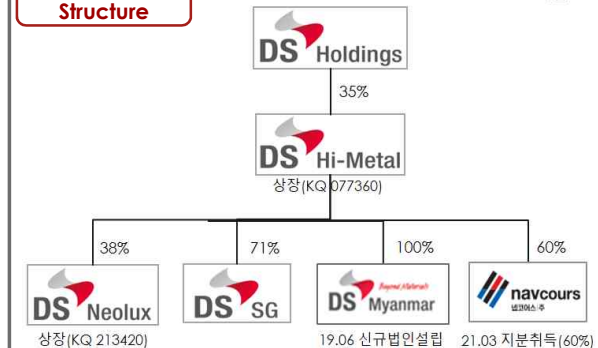 Structure
DS Holdings
35%
DS Hi-Metal
상장(KQ 077360)
38%
71%
100%
60%
DS Neolux
DS SG
Beyond Materials
DS Myanmar
navcours
넵코어스㈜
상장(KQ 213420)
19.06 신규법인설립
21.03 지분취득(60%)